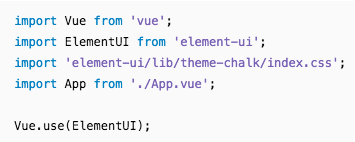 import Vue from 'vue';
import ElementUI from 'element-ui';
import 'element-ui/lib/theme-chalk/index.css';
import App from './App.vue';
Vue.use(ElementUI);